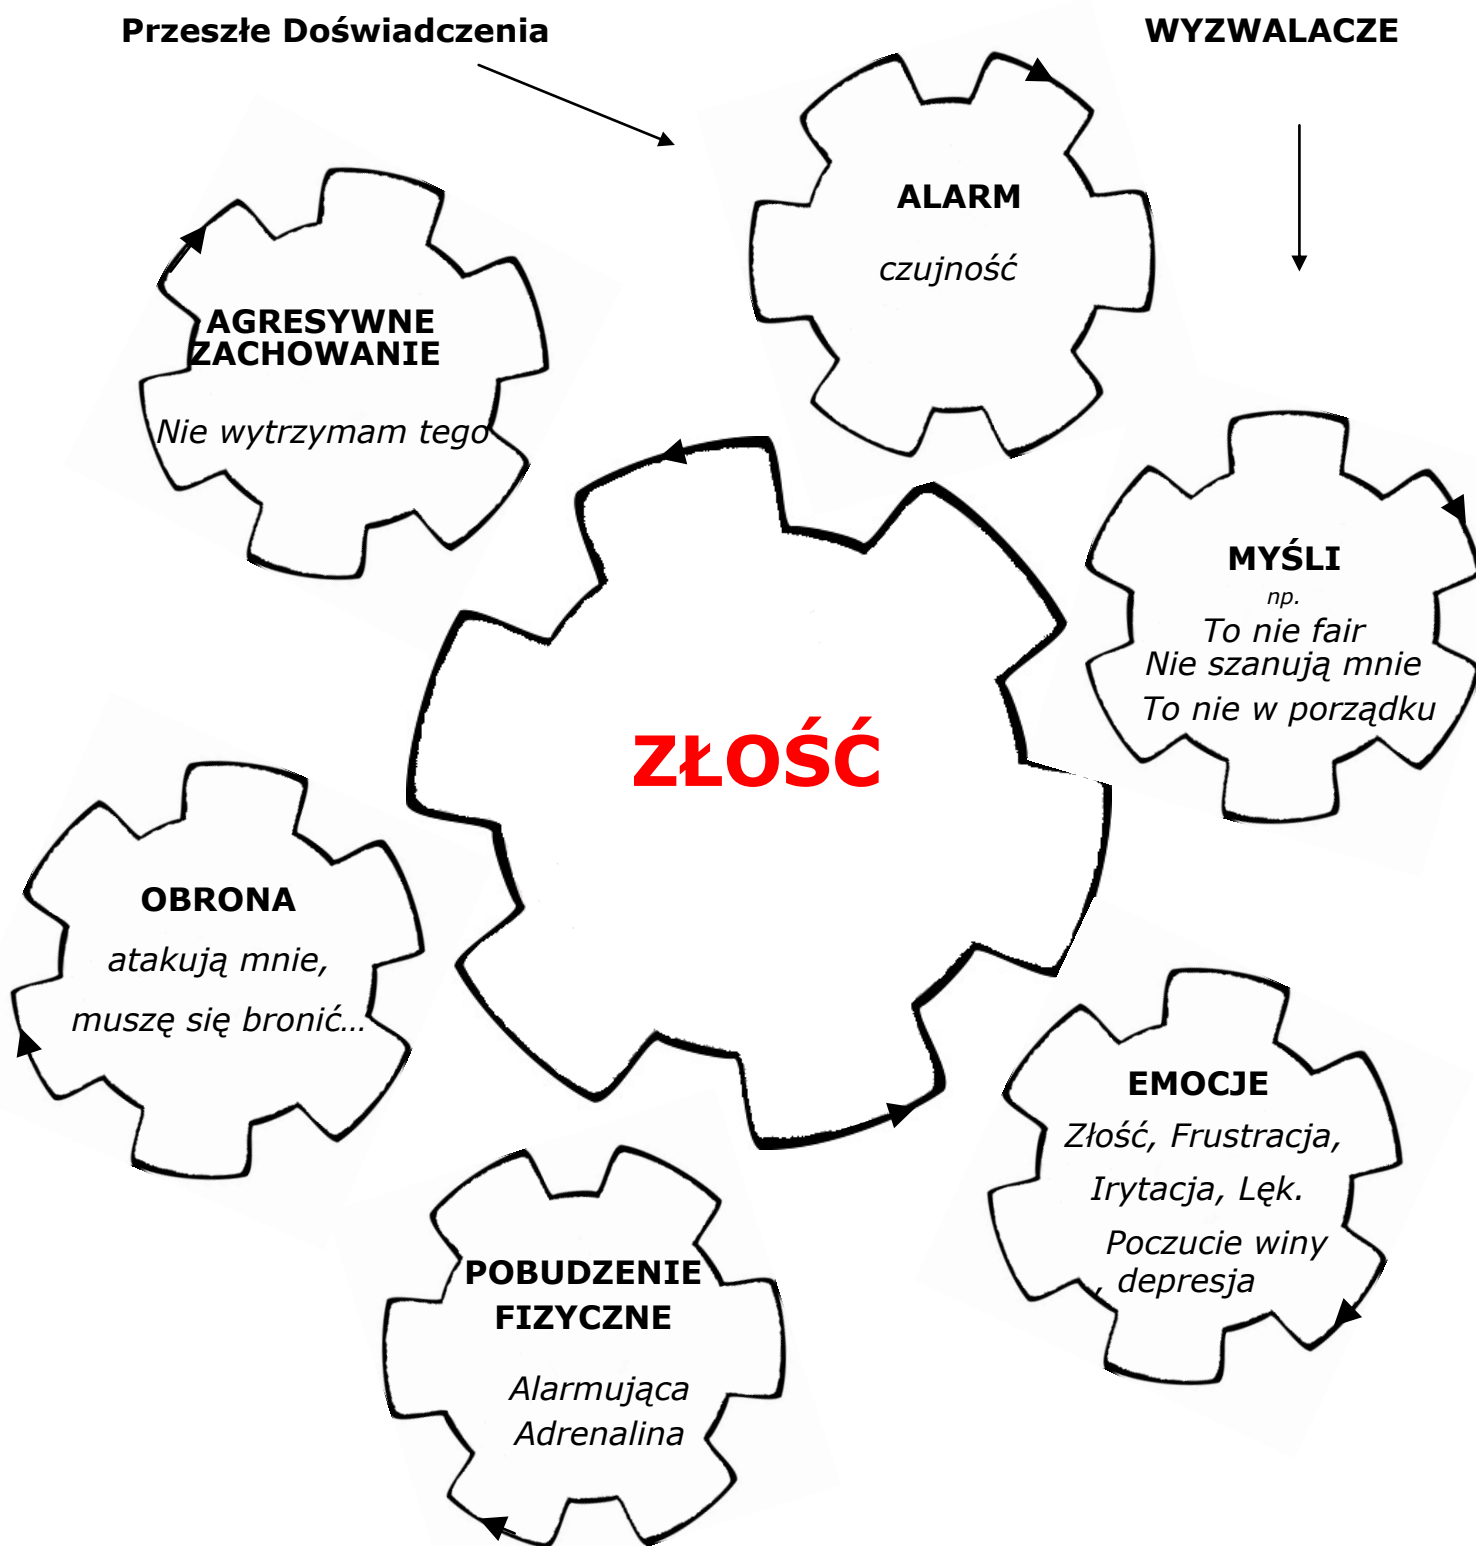 Przeszłe Doświadczenia
WYZWALACZE
ALARM
czujność
AGRESYWNE
ZACHOWANIE
Nie wytrzymam tego
MYŚLI
np.
To nie fair
Nie szanują mnie
To nie w porządku
ZŁOŚĆ
OBRONA
atakują mnie,
muszę się bronić…
EMOCJE
Złość, Frustracja,
Irytacja, Lęk.
Poczucie winy
, depresja
POBUDZENIE
FIZYCZNE
Alarmująca
Adrenalina